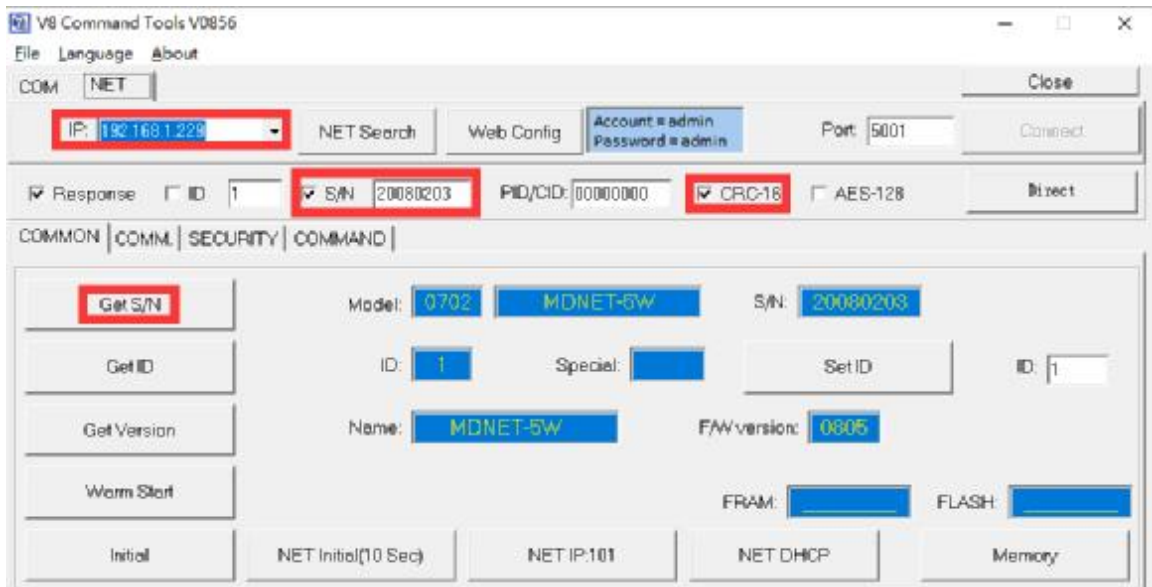 V8 Command Tools V0856
File Language About
COM NET Close
IP: 192.168.1.229 NET Search Web Config Account = admin Port: 5001 Connect
Password = admin
Response ID 1 S/N 20080203 PID/CID: 00000000 CRC-16 AES-128 Direct
COMMON COMM. SECURITY COMMAND
Get S/N Model: 0702 MDNET-5W S/N: 20080203
Get ID ID: 1 Special: Set ID ID: 1
Get Version Name: MDNET-5W F/W version: 0805
Warm Start FRAM: FLASH:
Initial NET Initial(10 Sec) NET IP:101 NET DHCP Memory